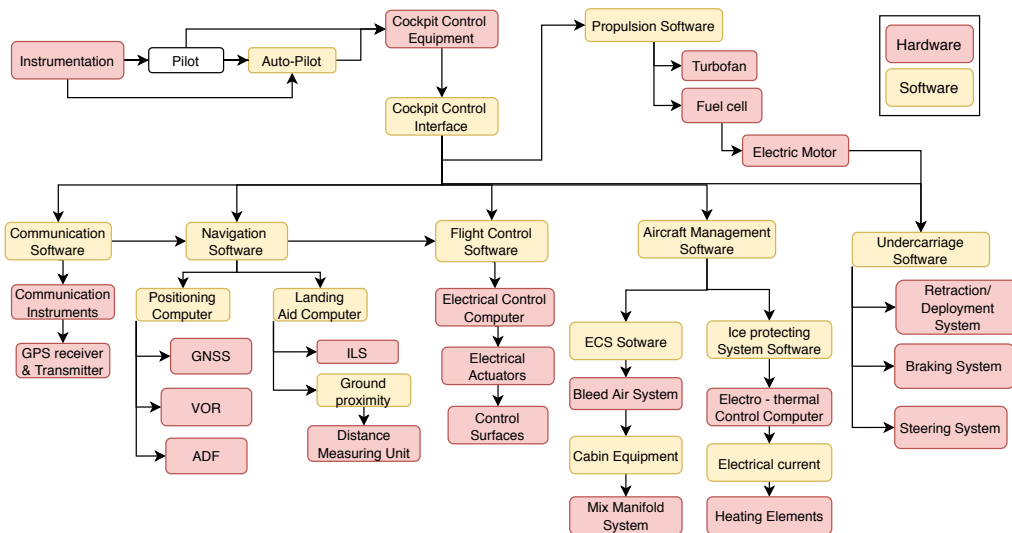 Cockpit Control
Equipment
Propulsion Software
Hardware
Software
Instrumentation
Pilot
Auto-Pilot
Turbofan
Fuel cell
Cockpit Control
Interface
Electric Motor
Communication
Software
Navigation
Software
Flight Control
Software
Aircraft Management
Software
Undercarriage
Software
Communication
Instruments
Positioning
Computer
Landing
Aid Computer
Electrical Control
Computer
Retraction/
Deployment
System
GPS receiver
& Transmitter
GNSS
ILS
Electrical
Actuators
ECS Sotware
Ice protecting
System Software
Braking System
VOR
Ground
proximity
Control
Surfaces
Bleed Air System
Electro - thermal
Control Computer
Steering System
ADF
Distance
Measuring Unit
Cabin Equipment
Electrical current
Mix Manifold
System
Heating Elements